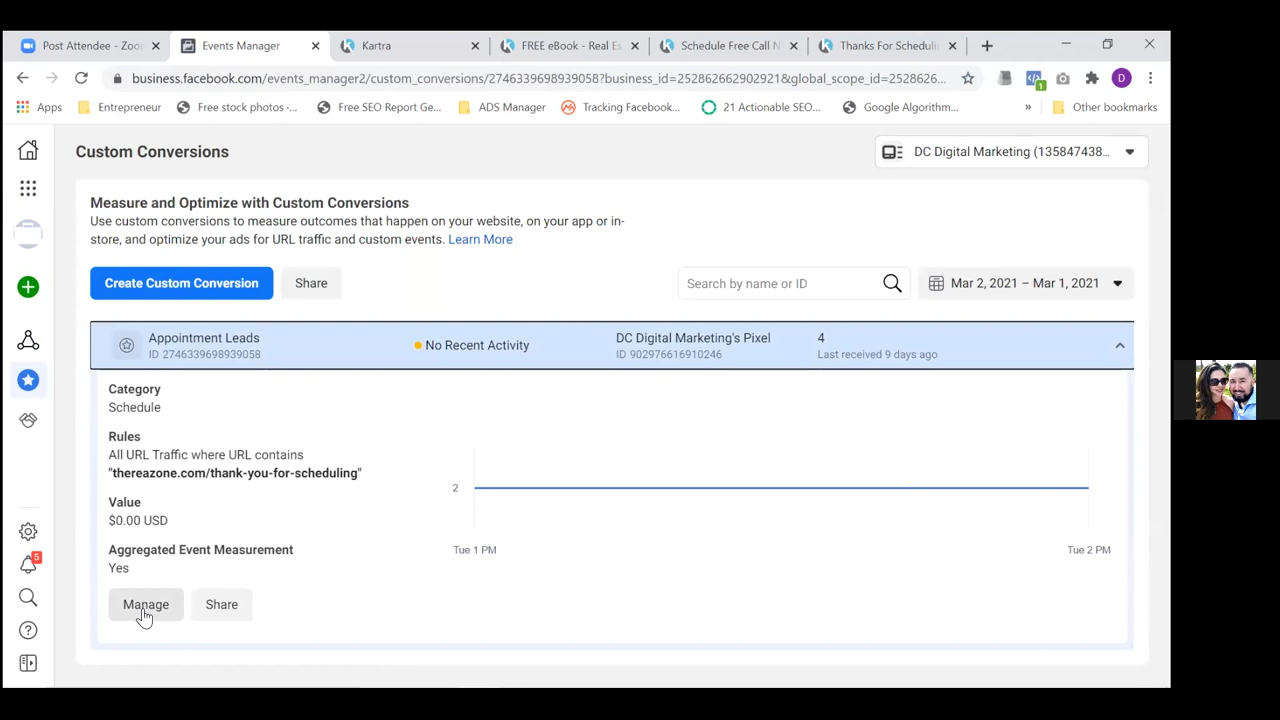 Post Attendee - Zoo
Events Manager
Kartra
FREE eBook - Real Es
Schedule Free Call N
Thanks For Schedulin
business.facebook.com/events_manager2/custom_conversions/2746339698939058?business_id=252862662902921&global_scope_id=2528626...
D
Apps
Entrepreneur
Free stock photos -...
Free SEO Report Ge...
ADS Manager
Tracking Facebook...
21 Actionable SEO...
Google Algorithm...
»
Other bookmarks
1
Custom Conversions
DC Digital Marketing (135847438...
Measure and Optimize with Custom Conversions
Use custom conversions to measure outcomes that happen on your website, on your app or in-
store, and optimize your ads for URL traffic and custom events. Learn More
Create Custom Conversion
Share
Search by name or ID
Mar 2, 2021 – Mar 1, 2021
Appointment Leads
ID 2746339698939058
No Recent Activity
DC Digital Marketing's Pixel
ID 902976616910246
4
Last received 9 days ago
Category
Schedule
Rules
All URL Traffic where URL contains
"thereazone.com/thank-you-for-scheduling"
Value
$0.00 USD
Aggregated Event Measurement
Yes
Manage
Share
2
Tue 1 PM
Tue 2 PM
5